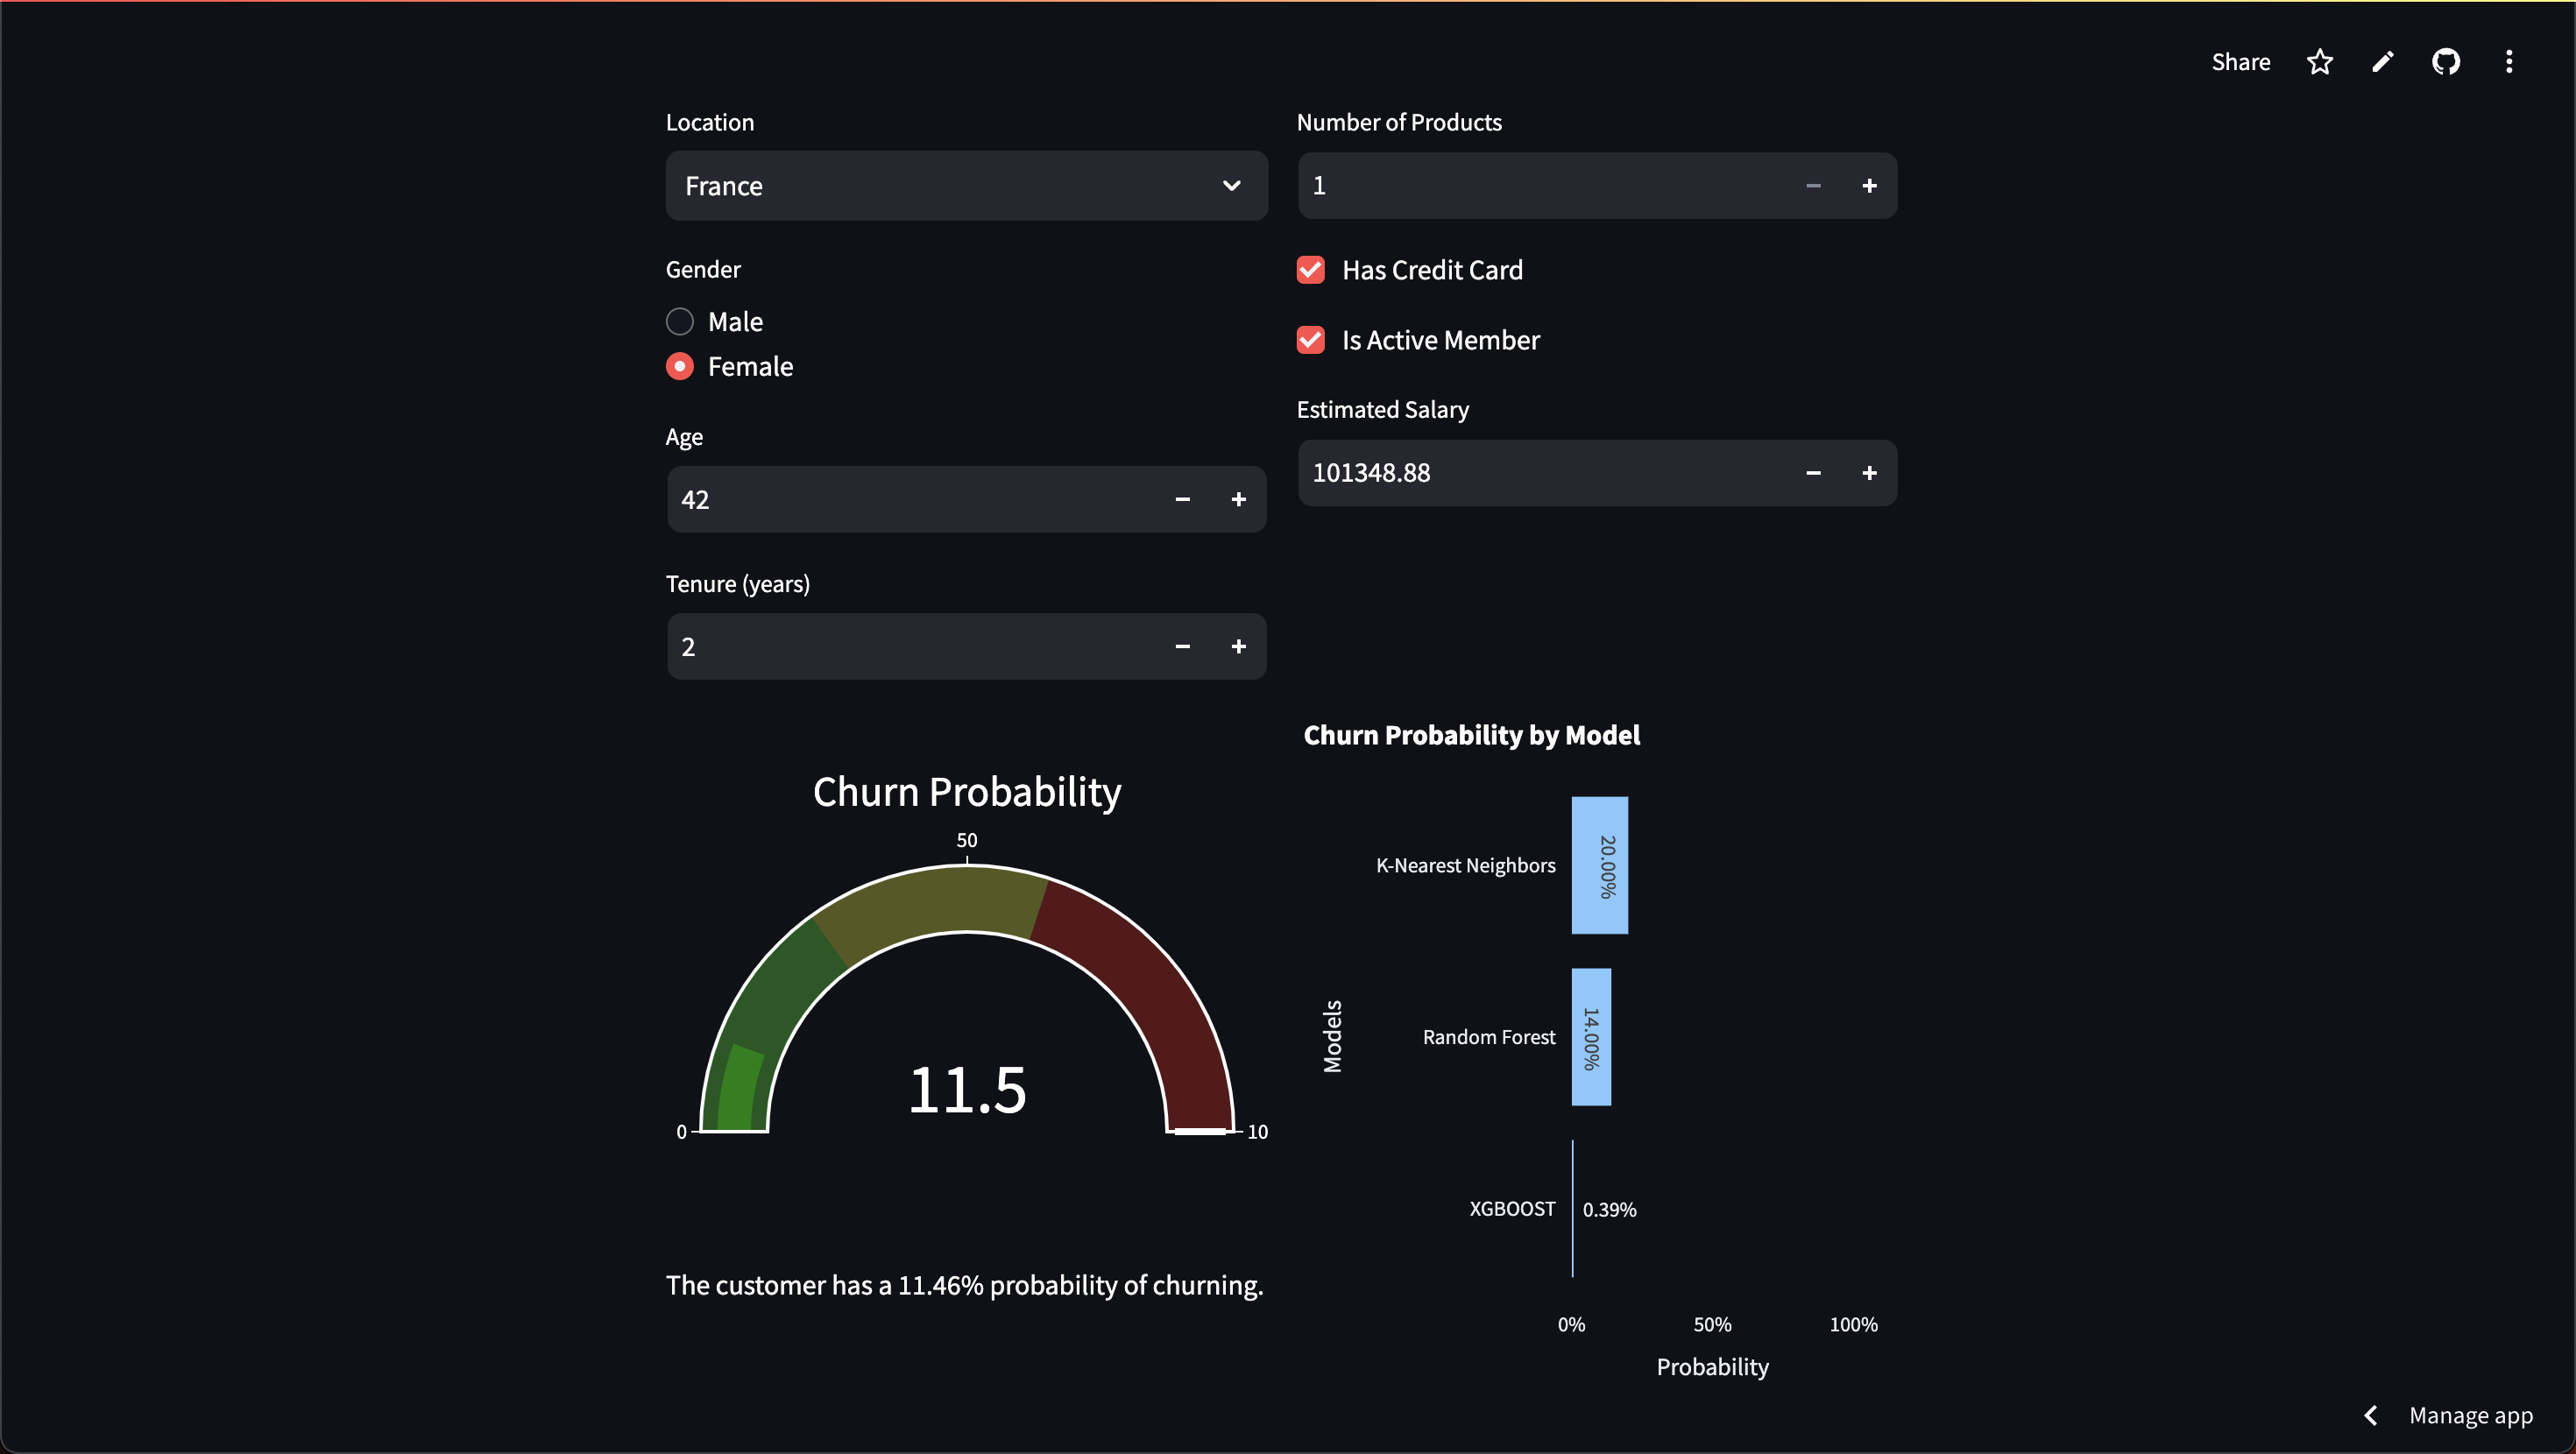 Share
Location
France
Gender
Male
Female
Age
42
Tenure (years)
2
Number of Products
1
Has Credit Card
Is Active Member
Estimated Salary
101348.88
Churn Probability
50
0
10
11.5
The customer has a 11.46% probability of churning.
Churn Probability by Model
Models
K-Nearest Neighbors
20.00%
Random Forest
14.00%
XGBOOST
0.39%
0% 50% 100%
Probability
Manage app